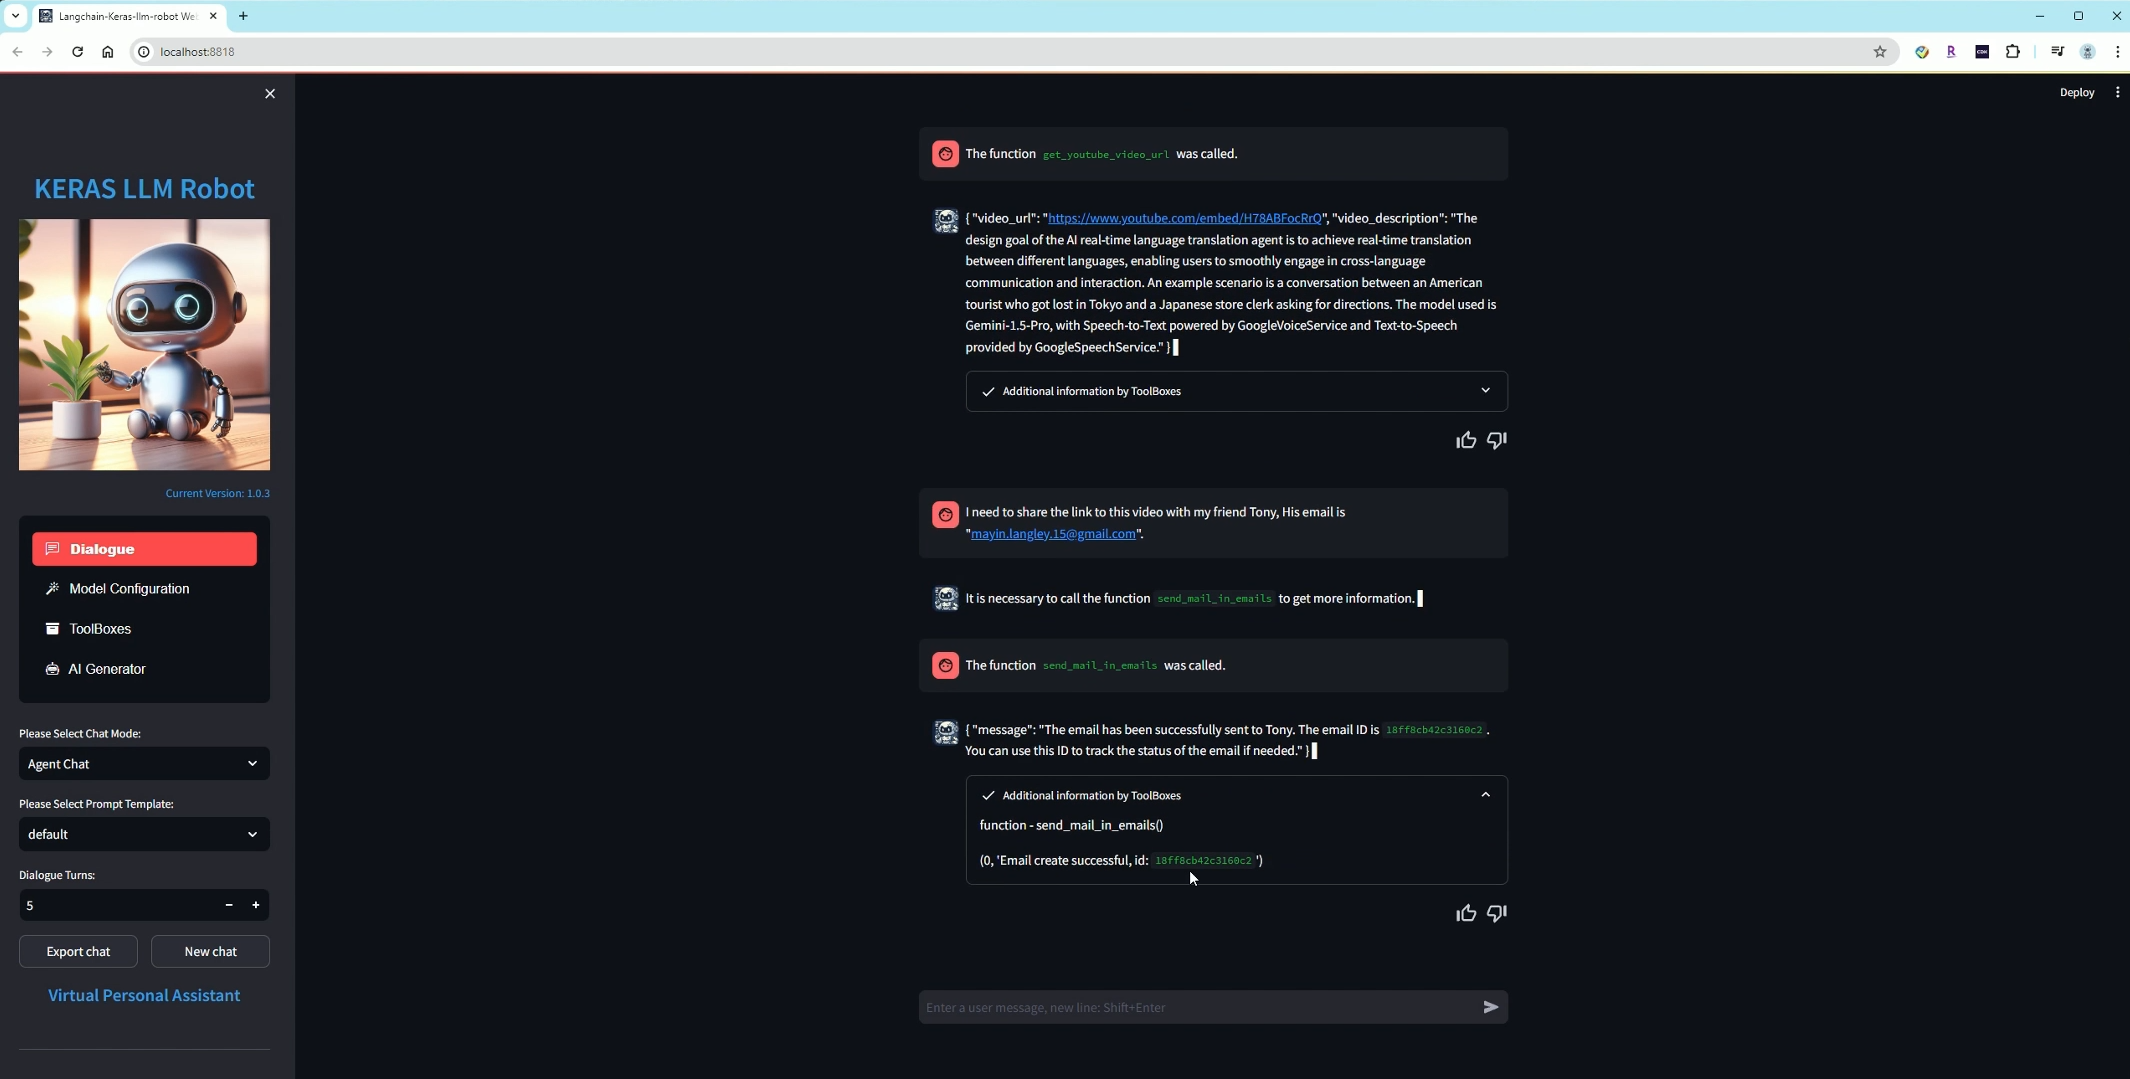 Langchain-Keras-llm-robot We
localhost:8818
Deploy
KERAS LLM Robot
Current Version: 1.0.3
Dialogue
Model Configuration
ToolBoxes
AI Generator
Please Select Chat Mode:
Agent Chat
Please Select Prompt Template:
default
Dialogue Turns:
5
Export chat
New chat
Virtual Personal Assistant
The function get_youtube_video_url was called.
{ "video_url": "https://www.youtube.com/embed/H78ABFocRrQ", "video_description": "The
design goal of the AI real-time language translation agent is to achieve real-time translation
between different languages, enabling users to smoothly engage in cross-language
communication and interaction. An example scenario is a conversation between an American
tourist who got lost in Tokyo and a Japanese store clerk asking for directions. The model used is
Gemini-1.5-Pro, with Speech-to-Text powered by GoogleVoiceService and Text-to-Speech
provided by GoogleSpeechService." }
Additional information by ToolBoxes
I need to share the link to this video with my friend Tony, His email is
"mayin.langley.15@gmail.com".
It is necessary to call the function send_mail_in_emails to get more information.
The function send_mail_in_emails was called.
{ "message": "The email has been successfully sent to Tony. The email ID is 18ff8cb42c3160c2 .
You can use this ID to track the status of the email if needed." }
Additional information by ToolBoxes
function - send_mail_in_emails()
(0, 'Email create successful, id: 18ff8cb42c3160c2 ')
Enter a user message, new line: Shift+Enter